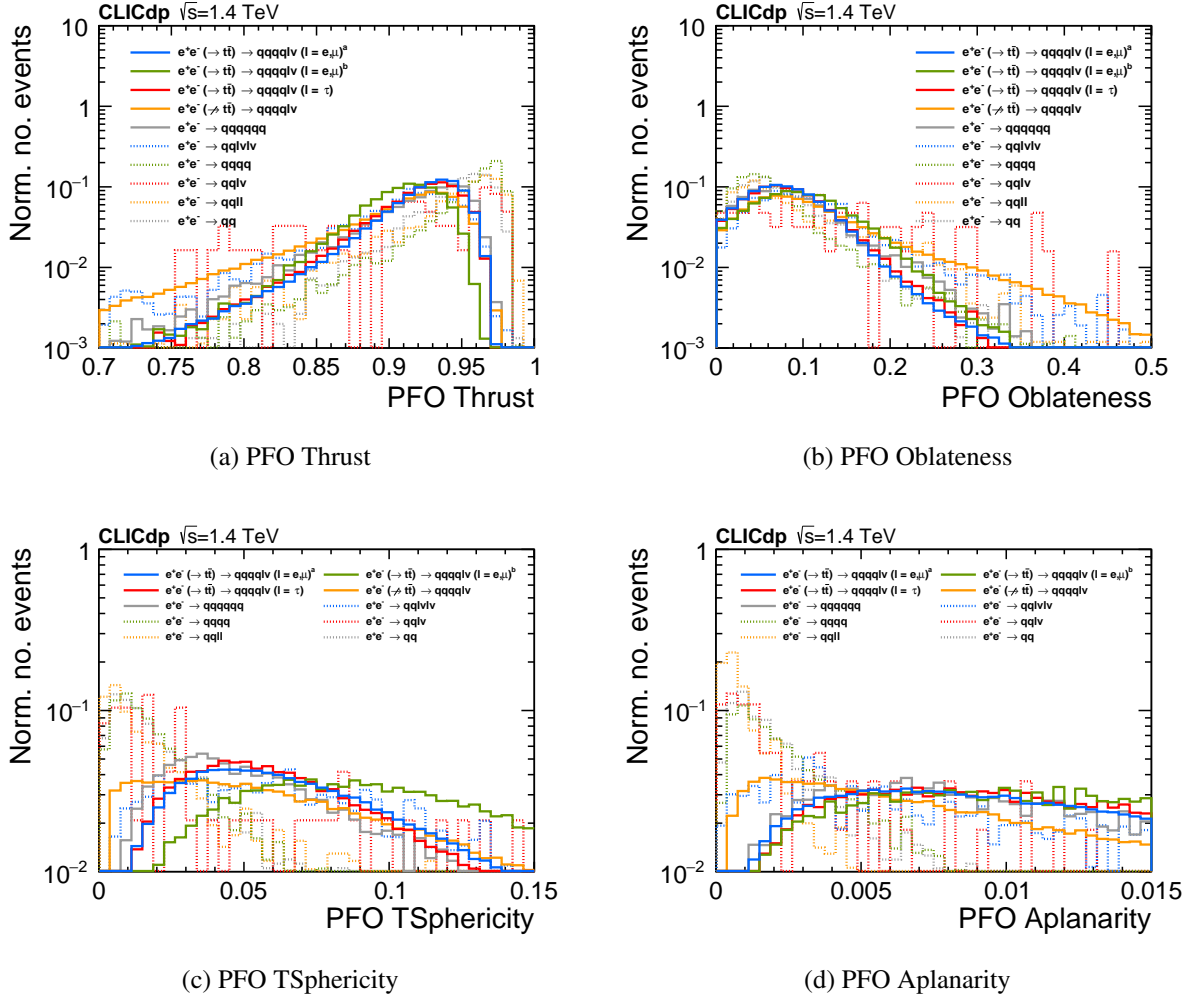 CLICdp √s=1.4 TeV
Norm. no. events
10
1
10⁻¹
10⁻²
10⁻³
e⁺e⁻ (→ tt̄) → qqqqlν (l = e,μ)ᵃ
e⁺e⁻ (→ tt̄) → qqqqlν (l = e,μ)ᵇ
e⁺e⁻ (→ tt̄) → qqqqlν (l = τ)
e⁺e⁻ (↛ tt̄) → qqqqlν
e⁺e⁻ → qqqqqq
e⁺e⁻ → qqlνlν
e⁺e⁻ → qqqq
e⁺e⁻ → qqlν
e⁺e⁻ → qqll
e⁺e⁻ → qq
0.7 0.75 0.8 0.85 0.9 0.95 1
PFO Thrust
(a) PFO Thrust
CLICdp √s=1.4 TeV
Norm. no. events
10
1
10⁻¹
10⁻²
10⁻³
e⁺e⁻ (→ tt̄) → qqqqlν (l = e,μ)ᵃ
e⁺e⁻ (→ tt̄) → qqqqlν (l = e,μ)ᵇ
e⁺e⁻ (→ tt̄) → qqqqlν (l = τ)
e⁺e⁻ (↛ tt̄) → qqqqlν
e⁺e⁻ → qqqqqq
e⁺e⁻ → qqlνlν
e⁺e⁻ → qqqq
e⁺e⁻ → qqlν
e⁺e⁻ → qqll
e⁺e⁻ → qq
0 0.1 0.2 0.3 0.4 0.5
PFO Oblateness
(b) PFO Oblateness
CLICdp √s=1.4 TeV
Norm. no. events
1
10⁻¹
10⁻²
e⁺e⁻ (→ tt̄) → qqqqlν (l = e,μ)ᵃ e⁺e⁻ (→ tt̄) → qqqqlν (l = e,μ)ᵇ
e⁺e⁻ (→ tt̄) → qqqqlν (l = τ) e⁺e⁻ (↛ tt̄) → qqqqlν
e⁺e⁻ → qqqqqq e⁺e⁻ → qqlνlν
e⁺e⁻ → qqqq e⁺e⁻ → qqlν
e⁺e⁻ → qqll e⁺e⁻ → qq
0 0.05 0.1 0.15
PFO TSphericity
(c) PFO TSphericity
CLICdp √s=1.4 TeV
Norm. no. events
1
10⁻¹
10⁻²
e⁺e⁻ (→ tt̄) → qqqqlν (l = e,μ)ᵃ e⁺e⁻ (→ tt̄) → qqqqlν (l = e,μ)ᵇ
e⁺e⁻ (→ tt̄) → qqqqlν (l = τ) e⁺e⁻ (↛ tt̄) → qqqqlν
e⁺e⁻ → qqqqqq e⁺e⁻ → qqlνlν
e⁺e⁻ → qqqq e⁺e⁻ → qqlν
e⁺e⁻ → qqll e⁺e⁻ → qq
0 0.005 0.01 0.015
PFO Aplanarity
(d) PFO Aplanarity